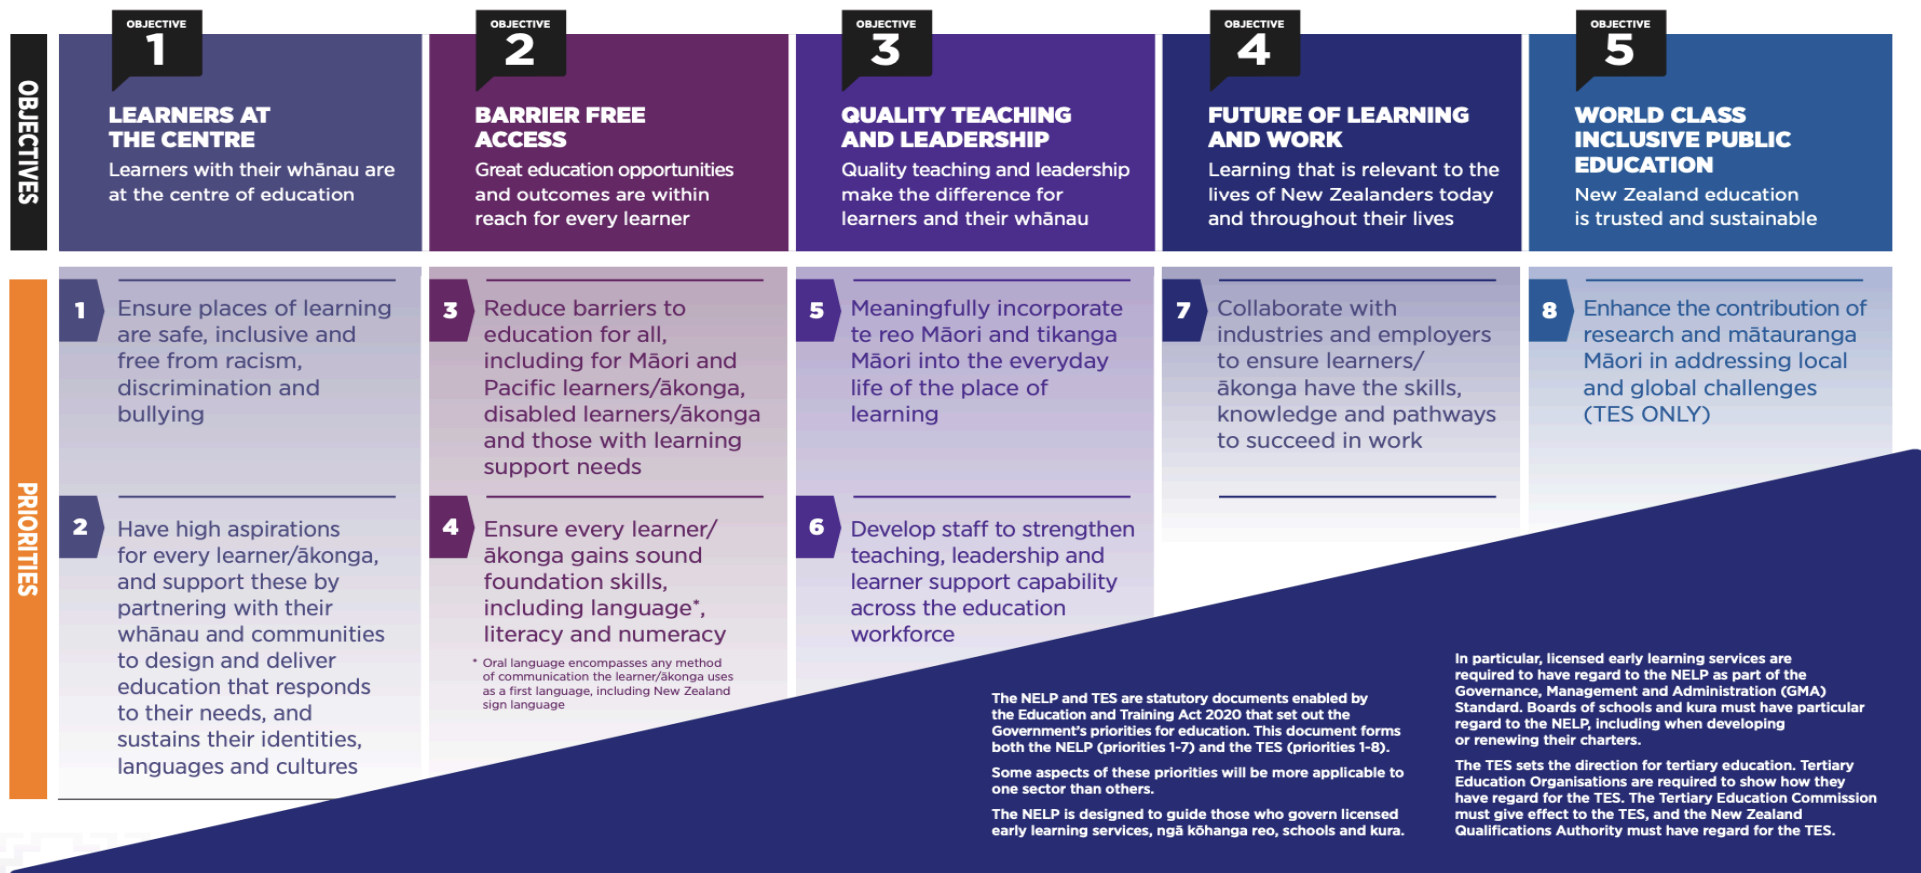 OBJECTIVES
OBJECTIVE
1
LEARNERS AT
THE CENTRE
Learners with their whānau are
at the centre of education
OBJECTIVE
2
BARRIER FREE
ACCESS
Great education opportunities
and outcomes are within
reach for every learner
OBJECTIVE
3
QUALITY TEACHING
AND LEADERSHIP
Quality teaching and leadership
make the difference for
learners and their whānau
OBJECTIVE
4
FUTURE OF LEARNING
AND WORK
Learning that is relevant to the
lives of New Zealanders today
and throughout their lives
OBJECTIVE
5
WORLD CLASS
INCLUSIVE PUBLIC
EDUCATION
New Zealand education
is trusted and sustainable
PRIORITIES
1
Ensure places of learning
are safe, inclusive and
free from racism,
discrimination and
bullying
2
Have high aspirations
for every learner/ākonga,
and support these by
partnering with their
whānau and communities
to design and deliver
education that responds
to their needs, and
sustains their identities,
languages and cultures
3
Reduce barriers to
education for all,
including for Māori and
Pacific learners/ākonga,
disabled learners/ākonga
and those with learning
support needs
4
Ensure every learner/
ākonga gains sound
foundation skills,
including language*,
literacy and numeracy
* Oral language encompasses any method
of communication the learner/ākonga uses
as a first language, including New Zealand
sign language
5
Meaningfully incorporate
te reo Māori and tikanga
Māori into the everyday
life of the place of
learning
6
Develop staff to strengthen
teaching, leadership and
learner support capability
across the education
workforce
7
Collaborate with
industries and employers
to ensure learners/
ākonga have the skills,
knowledge and pathways
to succeed in work
8
Enhance the contribution of
research and mātauranga
Māori in addressing local
and global challenges
(TES ONLY)
The NELP and TES are statutory documents enabled by
the Education and Training Act 2020 that set out the
Government's priorities for education. This document forms
both the NELP (priorities 1-7) and the TES (priorities 1-8).
Some aspects of these priorities will be more applicable to
one sector than others.
The NELP is designed to guide those who govern licensed
early learning services, ngā kōhanga reo, schools and kura.
In particular, licensed early learning services are
required to have regard to the NELP as part of the
Governance, Management and Administration (GMA)
Standard. Boards of schools and kura must have particular
regard to the NELP, including when developing
or renewing their charters.
The TES sets the direction for tertiary education. Tertiary
Education Organisations are required to show how they
have regard for the TES. The Tertiary Education Commission
must give effect to the TES, and the New Zealand
Qualifications Authority must have regard for the TES.